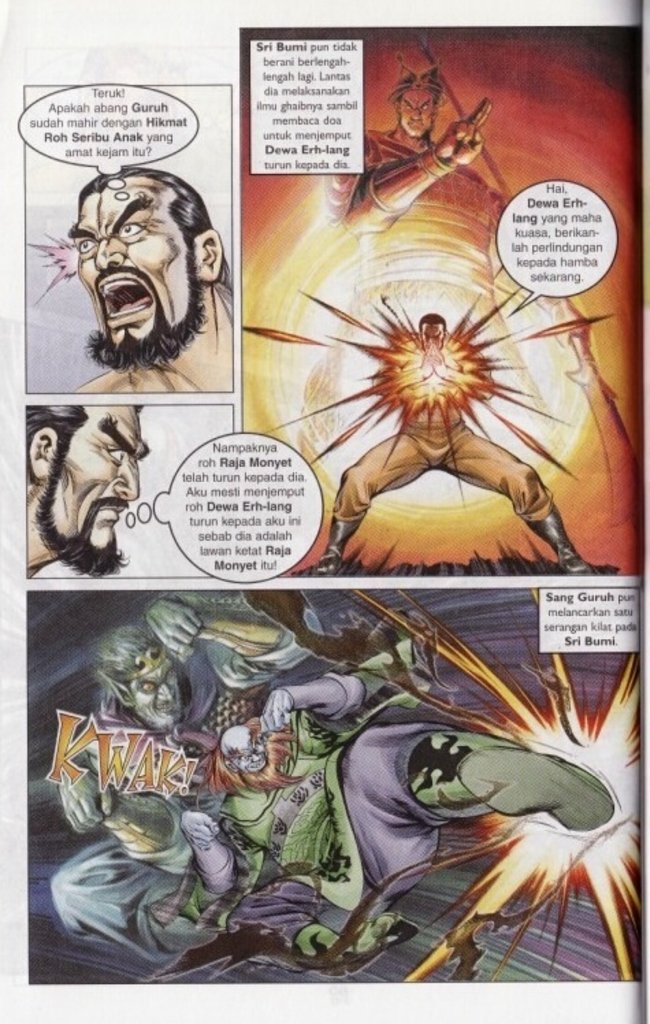 Teruk!
Apakah abang Guruh
sudah mahir dengan Hikmat
Roh Seribu Anak yang
amat kejam itu?
Nampaknya
roh Raja Monyet
telah turun kepada dia.
Aku mesti menjemput
roh Dewa Erh-lang
turun kepada aku ini
sebab dia adalah
lawan ketat Raja
Monyet itu!
Sri Bumi pun tidak
berani berlengah-
lengah lagi. Lantas
dia melaksanakan
ilmu ghaibnya sambil
membaca doa
untuk menjemput
Dewa Erh-lang
turun kepada dia.
Hai,
Dewa Erh-
lang yang maha
kuasa, berikan-
lah perlindungan
kepada hamba
sekarang.
Sang Guruh pun
melancarkan satu
serangan kilat pada
Sri Bumi.
KWAK!